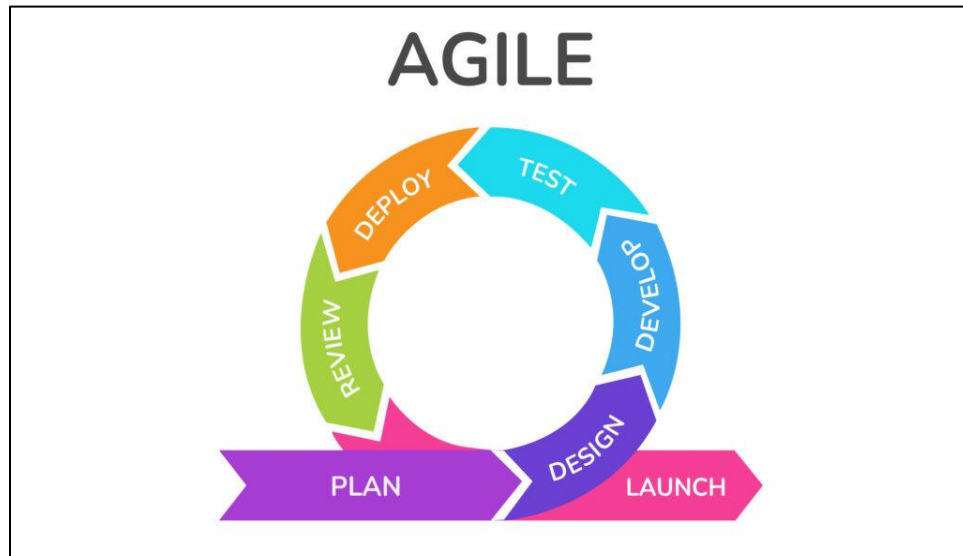 AGILE
PLAN
DESIGN
DEVELOP
TEST
DEPLOY
REVIEW
LAUNCH